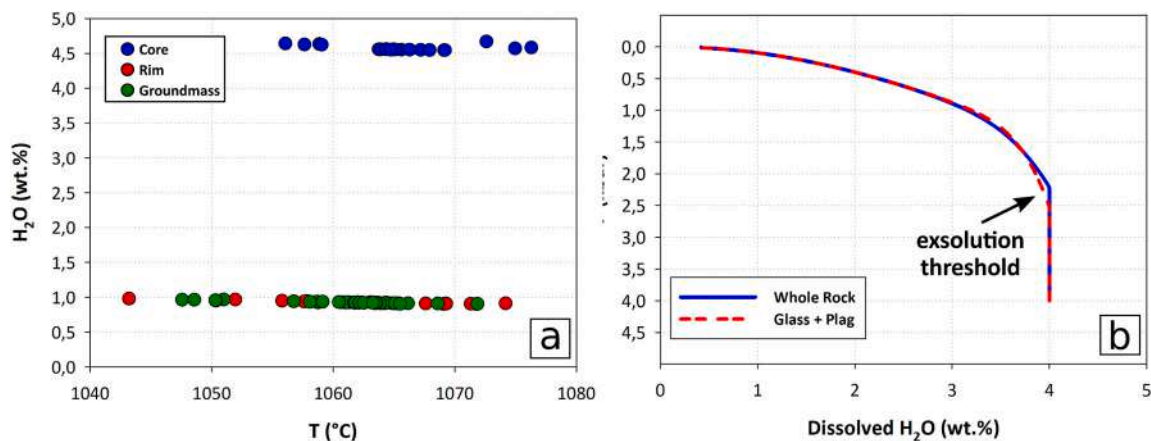 5,0
4,5
4,0
3,5
3,0
2,5
2,0
1,5
1,0
0,5
0,0
H₂O (wt.%)
Core
Rim
Groundmass
a
1040
1050
1060
1070
1080
T (°C)
0,0
0,5
1,0
1,5
2,0
2,5
3,0
3,5
4,0
4,5
exsolution
threshold
Whole Rock
Glass + Plag
b
0
1
2
3
4
5
Dissolved H₂O (wt.%)